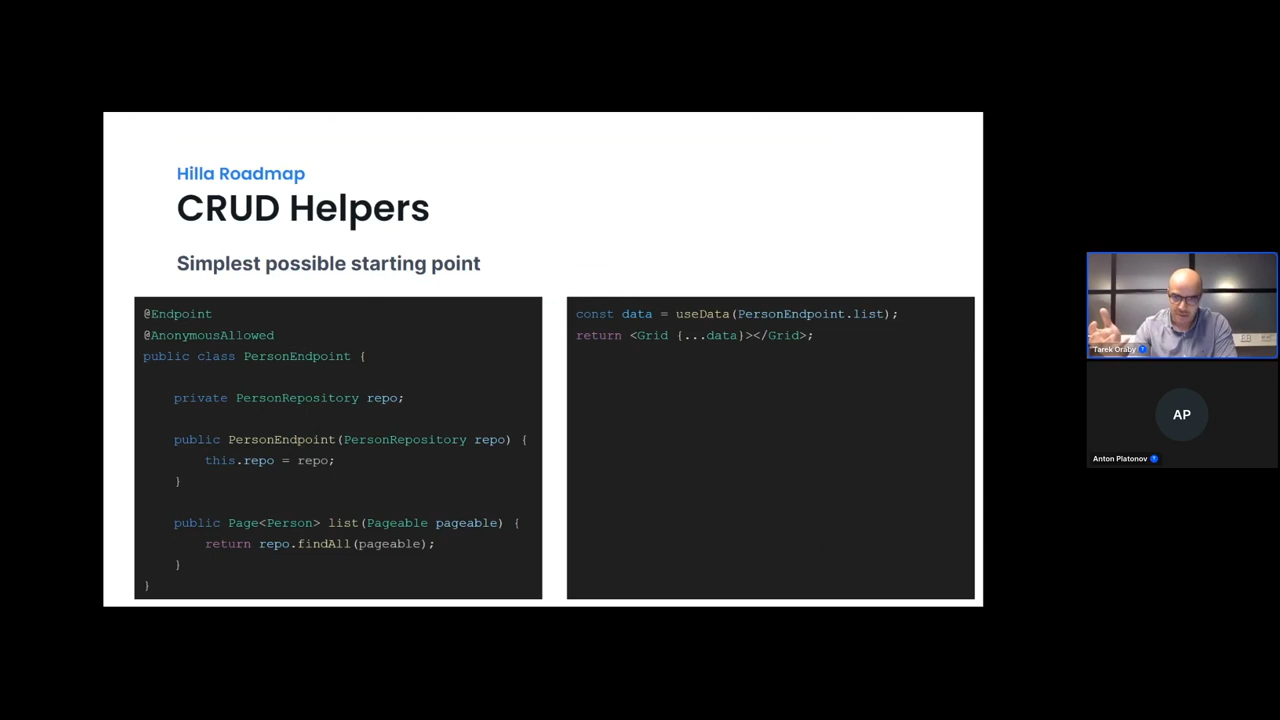 Hilla Roadmap
CRUD Helpers
Simplest possible starting point
@Endpoint
@AnonymousAllowed
public class PersonEndpoint {
private PersonRepository repo;
public PersonEndpoint(PersonRepository repo) {
this.repo = repo;
}
public Page<Person> list(Pageable pageable) {
return repo.findAll(pageable);
}
}
const data = useData(PersonEndpoint.list);
return <Grid {...data}></Grid>;
Tarek Oraby
AP
Anton Platonov